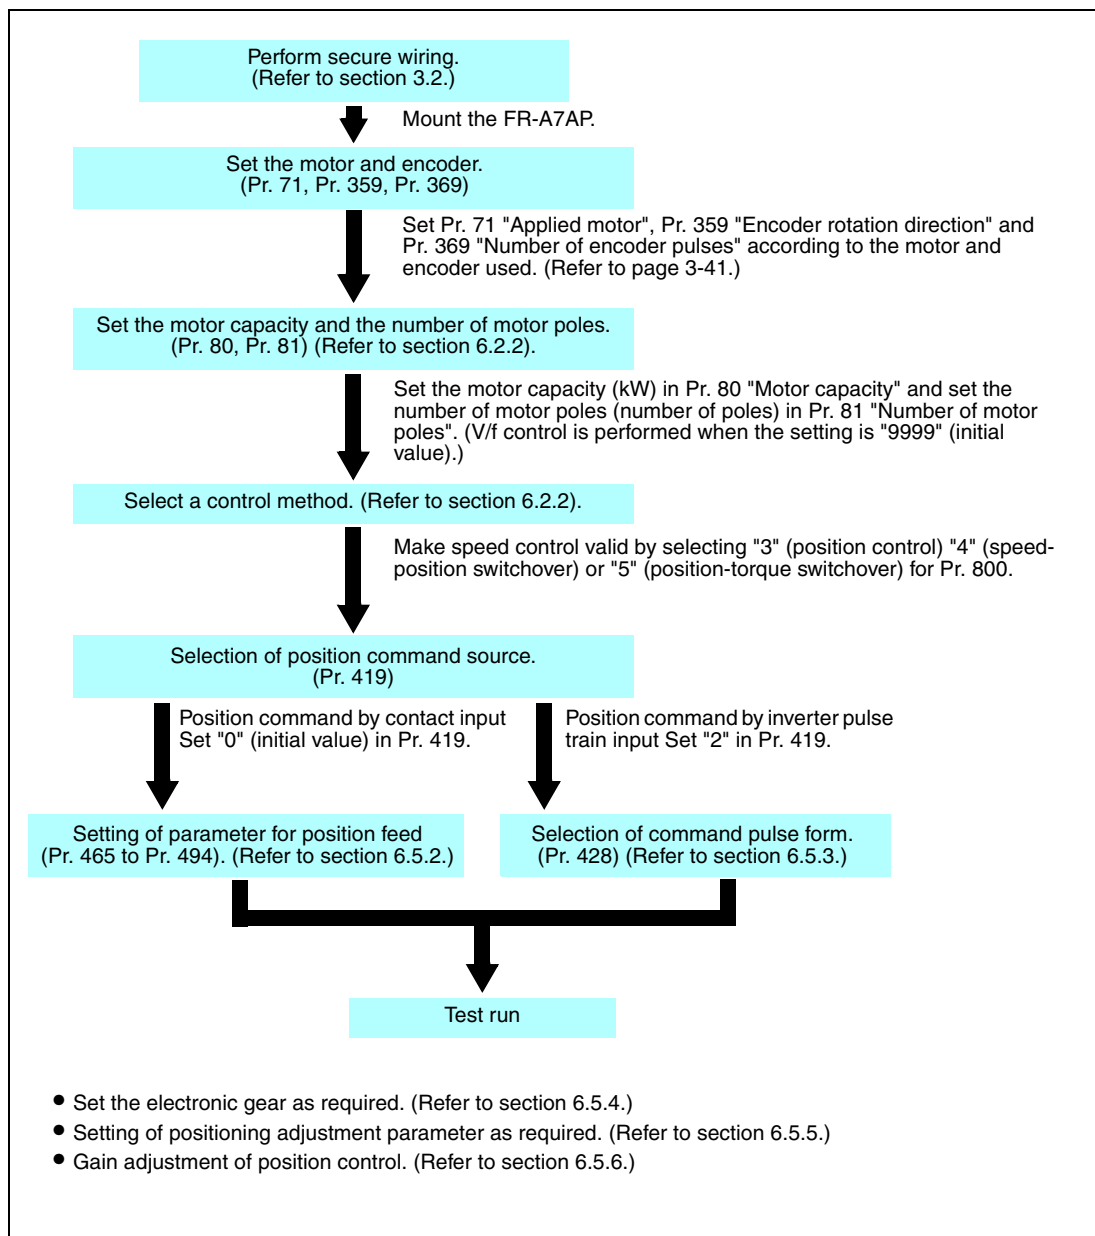 Perform secure wiring.
(Refer to section 3.2.)
Mount the FR-A7AP.
Set the motor and encoder.
(Pr. 71, Pr. 359, Pr. 369)
Set Pr. 71 "Applied motor", Pr. 359 "Encoder rotation direction" and
Pr. 369 "Number of encoder pulses" according to the motor and
encoder used. (Refer to page 3-41.)
Set the motor capacity and the number of motor poles.
(Pr. 80, Pr. 81) (Refer to section 6.2.2).
Set the motor capacity (kW) in Pr. 80 "Motor capacity" and set the
number of motor poles (number of poles) in Pr. 81 "Number of motor
poles". (V/f control is performed when the setting is "9999" (initial
value).)
Select a control method. (Refer to section 6.2.2).
Make speed control valid by selecting "3" (position control) "4" (speed-
position switchover) or "5" (position-torque switchover) for Pr. 800.
Selection of position command source.
(Pr. 419)
Position command by contact input
Set "0" (initial value) in Pr. 419.
Position command by inverter pulse
train input Set "2" in Pr. 419.
Setting of parameter for position feed
(Pr. 465 to Pr. 494). (Refer to section 6.5.2.)
Selection of command pulse form.
(Pr. 428) (Refer to section 6.5.3.)
Test run
• Set the electronic gear as required. (Refer to section 6.5.4.)
• Setting of positioning adjustment parameter as required. (Refer to section 6.5.5.)
• Gain adjustment of position control. (Refer to section 6.5.6.)